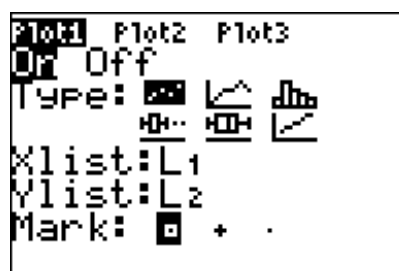 Plot1 Plot2 Plot3
On Off
Type:
Xlist:L1
Ylist:L2
Mark: + .